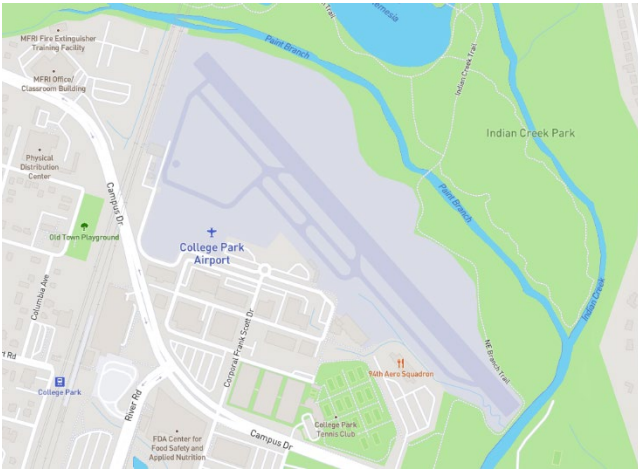 MFRI Fire Extinguisher
Training Facility
MFRI Office/
Classroom Building
Physical
Distribution
Center
Old Town Playground
Columbia Ave
Campus Dr
Paint Branch
Trail
Indian Creek Trail
Indian Creek Park
Paint Branch
College Park
Airport
Corporal Frank Scott Dr
94th Aero Squadron
NE Branch Trail
Indian Creek
Rd
College Park
River Rd
FDA Center for
Food Safety and
Applied Nutrition
Campus Dr
College Park
Tennis Club